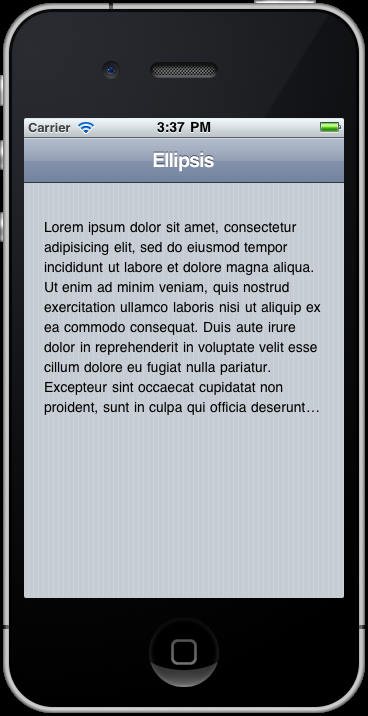 Carrier 3:37 PM
Ellipsis
Lorem ipsum dolor sit amet, consectetur
adipisicing elit, sed do eiusmod tempor
incididunt ut labore et dolore magna aliqua.
Ut enim ad minim veniam, quis nostrud
exercitation ullamco laboris nisi ut aliquip ex
ea commodo consequat. Duis aute irure
dolor in reprehenderit in voluptate velit esse
cillum dolore eu fugiat nulla pariatur.
Excepteur sint occaecat cupidatat non
proident, sunt in culpa qui officia deserunt…